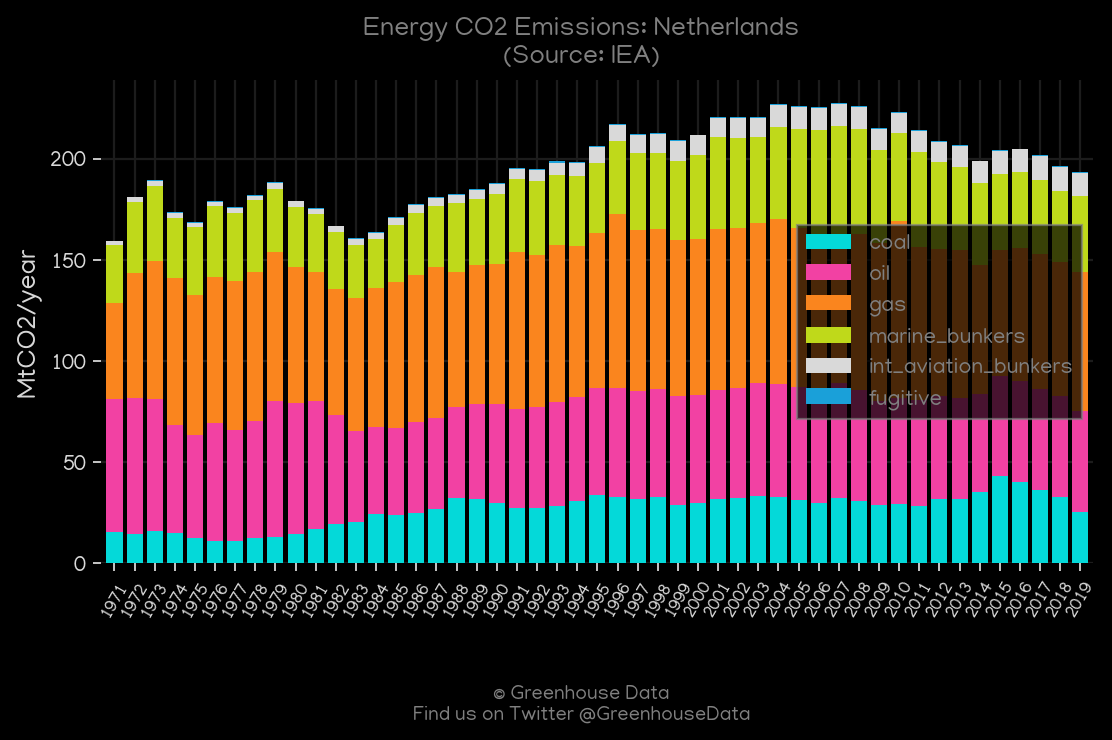 Energy CO2 Emissions: Netherlands
(Source: IEA)
MtCO2/year
200
150
100
50
0
coal
oil
gas
marine_bunkers
int_aviation_bunkers
fugitive
1971 1972 1973 1974 1975 1976 1977 1978 1979 1980 1981 1982 1983 1984 1985 1986 1987 1988 1989 1990 1991 1992 1993 1994 1995 1996 1997 1998 1999 2000 2001 2002 2003 2004 2005 2006 2007 2008 2009 2010 2011 2012 2013 2014 2015 2016 2017 2018 2019
© Greenhouse Data
Find us on Twitter @GreenhouseData